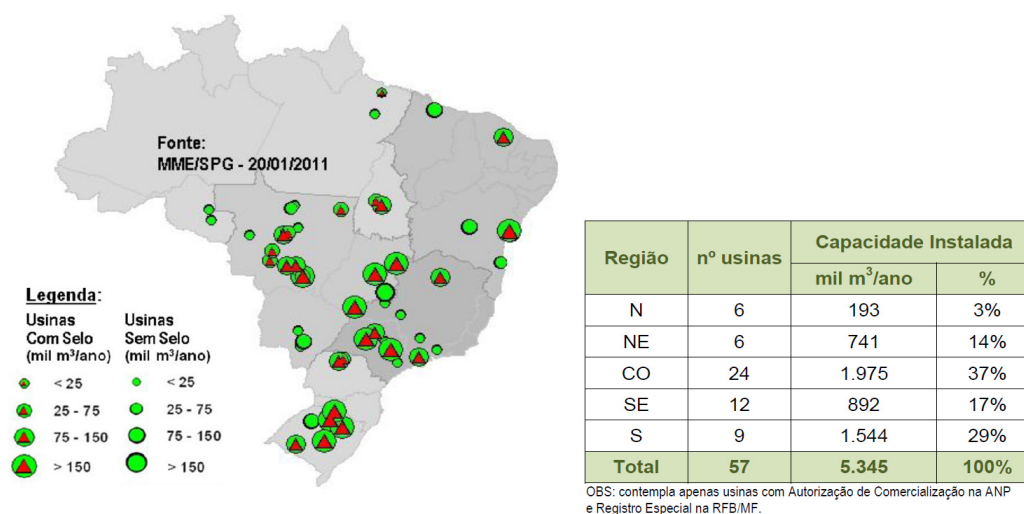 Fonte:
MME/SPG - 20/01/2011
Legenda:
Usinas
Com Selo
(mil m³/ano)
< 25
25 - 75
75 - 150
> 150
Usinas
Sem Selo
(mil m³/ano)
< 25
25 - 75
75 - 150
> 150
Região nº usinas Capacidade Instalada
mil m³/ano %
N 6 193 3%
NE 6 741 14%
CO 24 1.975 37%
SE 12 892 17%
S 9 1.544 29%
Total 57 5.345 100%
OBS: contempla apenas usinas com Autorização de Comercialização na ANP
e Registro Especial na RFB/MF.